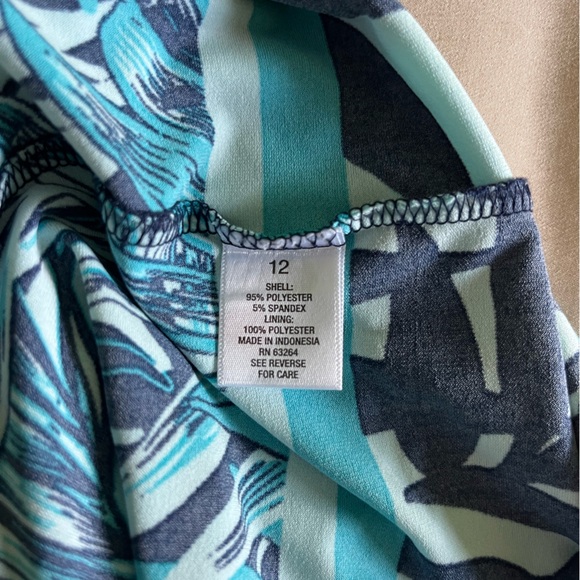 12
SHELL:
95% POLYESTER
5% SPANDEX
LINING:
100% POLYESTER
MADE IN INDONESIA
RN 63264
SEE REVERSE
FOR CARE